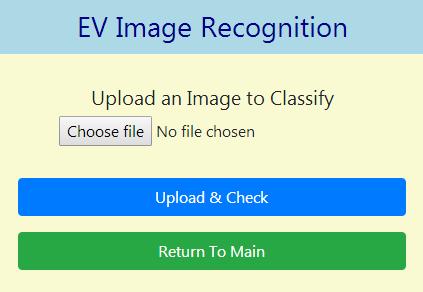 EV Image Recognition
Upload an Image to Classify
Choose file No file chosen
Upload & Check
Return To Main